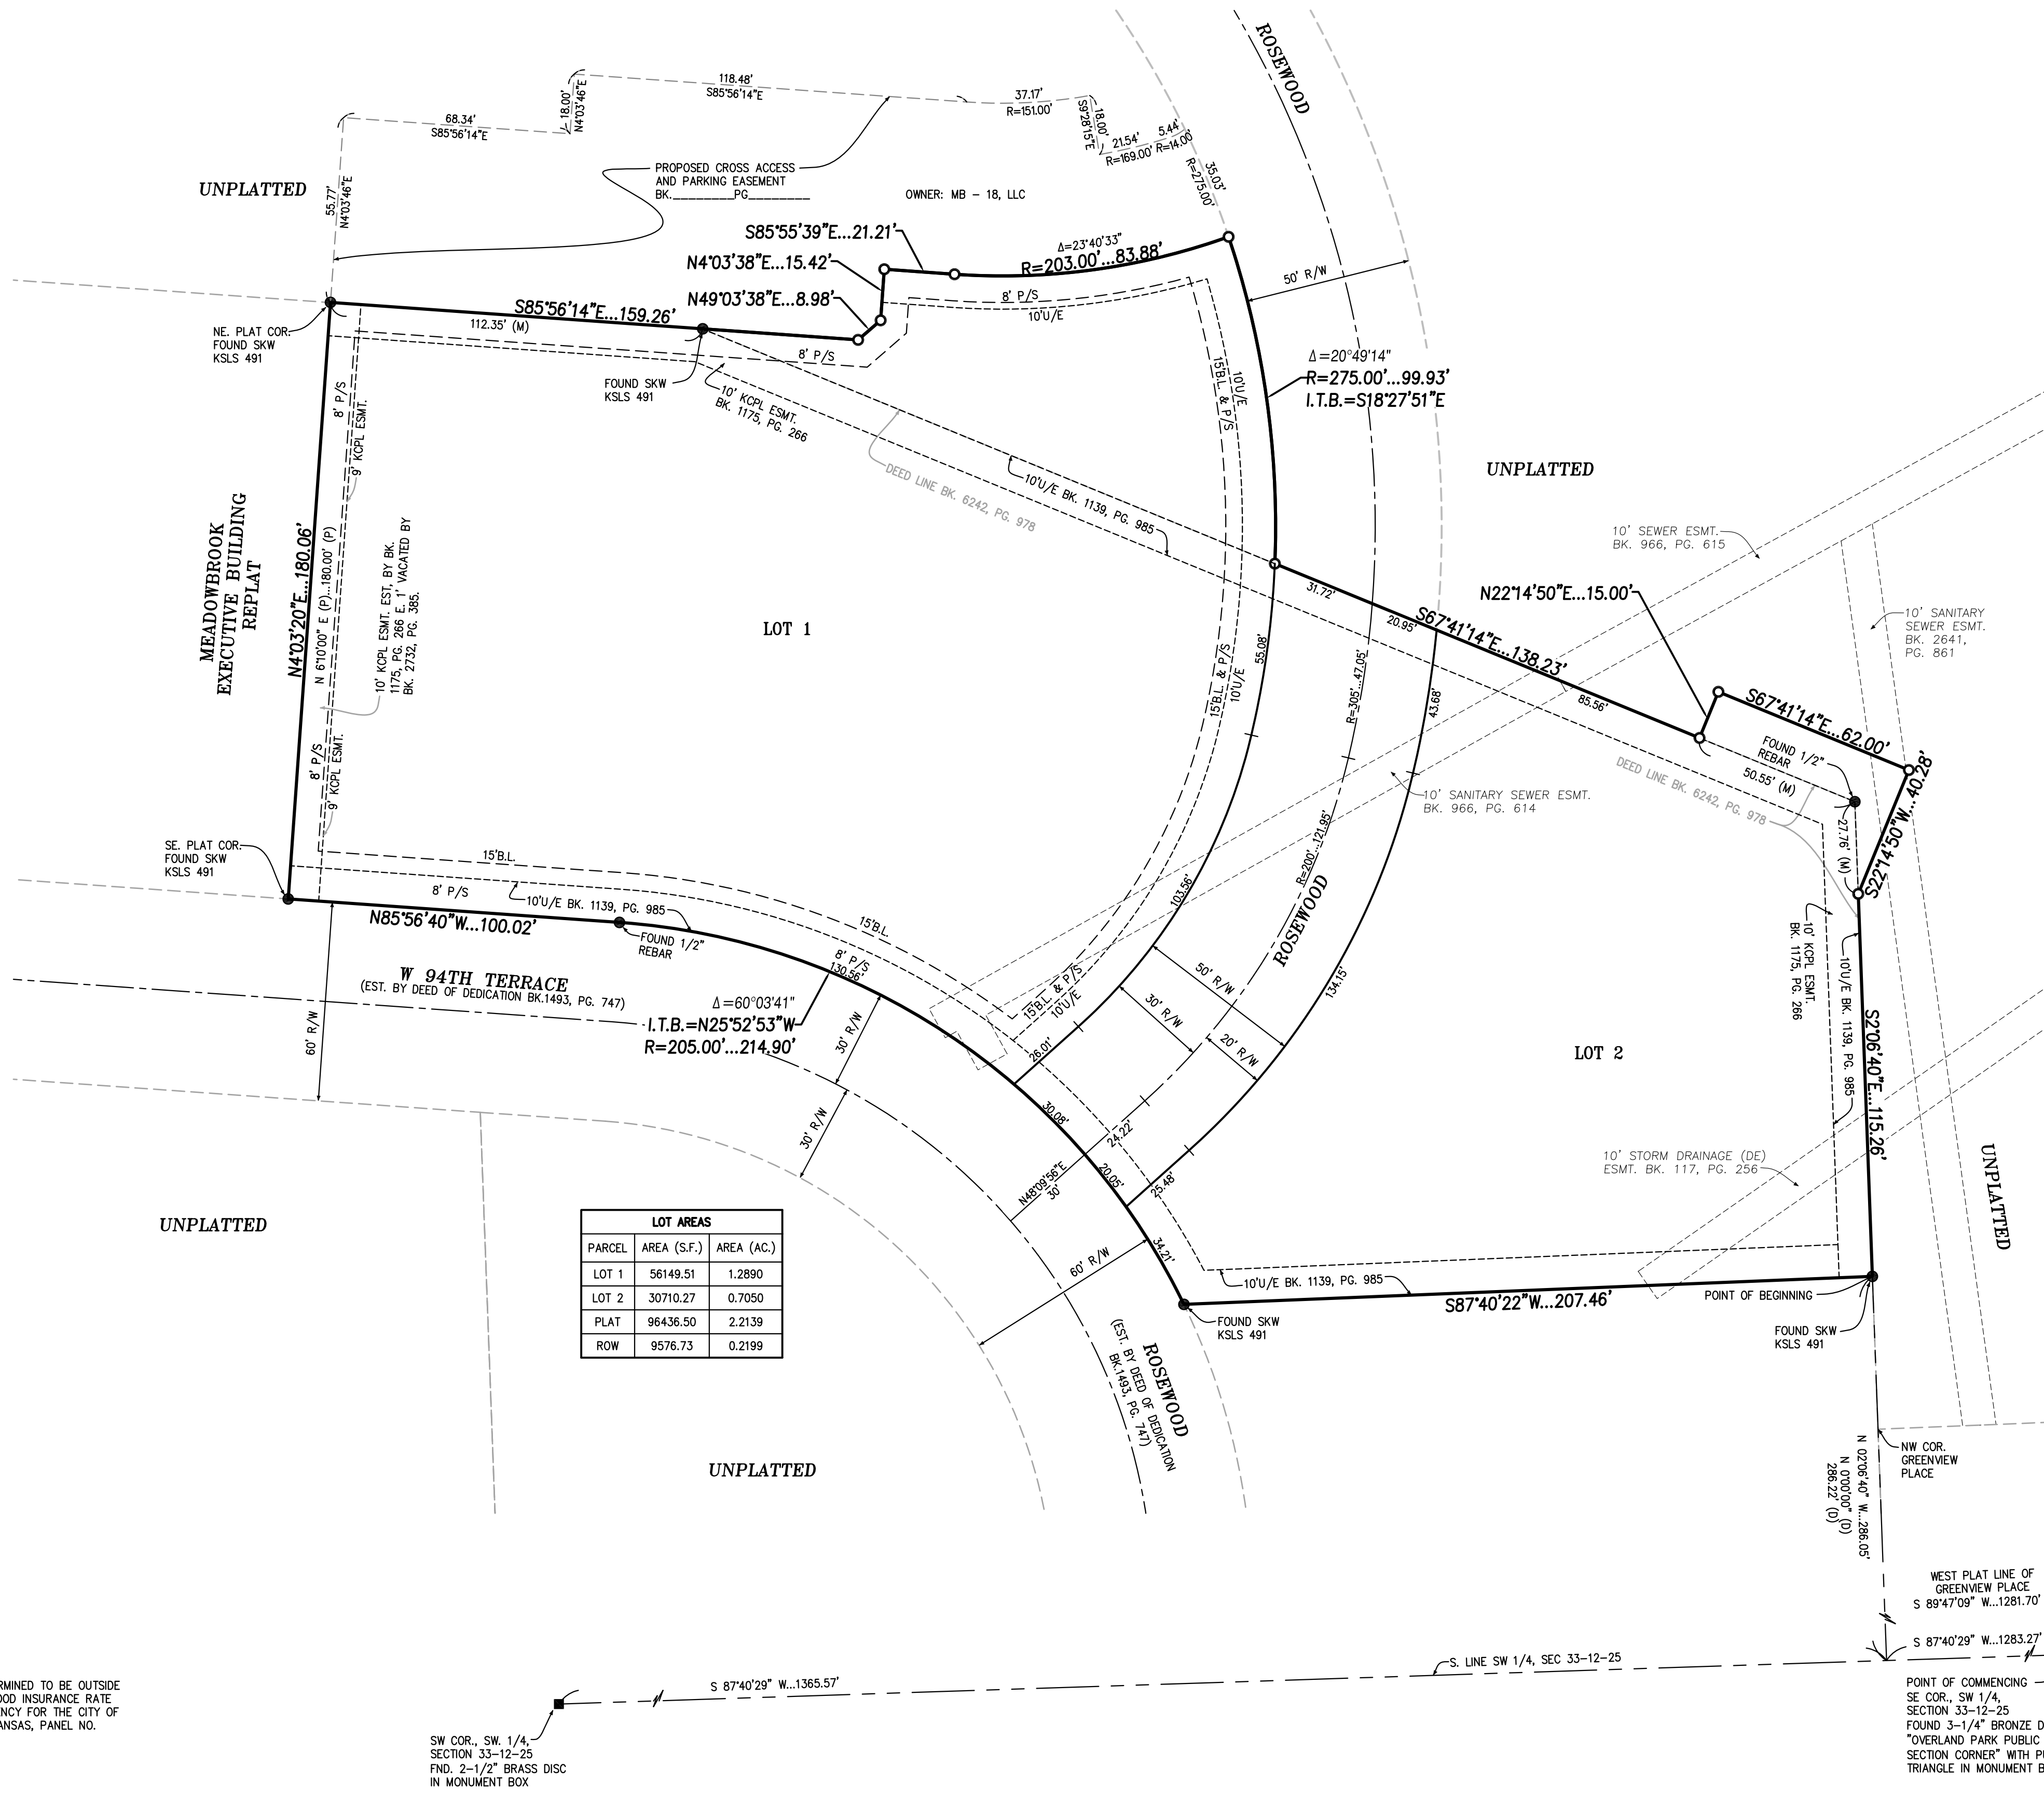 ROSEWOOD
118.48'
S85°56'14"E
18.00'
N4°03'46"E
68.34'
S85°56'14"E
37.17'
R=151.00'
18.00'
S9°28'15"E
21.54'
R=169.00'
5.44'
R=14.00'
35.03'
R=275.00'
55.77'
N4°03'46"E
UNPLATTED
PROPOSED CROSS ACCESS
AND PARKING EASEMENT
BK.________PG________
OWNER: MB - 18, LLC
S85°55'39"E...21.21'
N4°03'38"E...15.42'
N49°03'38"E...8.98'
Δ=23°40'33"
R=203.00'...83.88'
50' R/W
8' P/S
10'U/E
S85°56'14"E...159.26'
112.35' (M)
8' P/S
NE. PLAT COR.
FOUND SKW
KSLS 491
FOUND SKW
KSLS 491
10' KCPL ESMT.
BK. 1175, PG. 266
Δ=20°49'14"
R=275.00'...99.93'
I.T.B.=S18°27'51"E
15'B.L. & P/S
10'U/E
8' P/S
9' KCPL ESMT.
DEED LINE BK. 6242, PG. 978
10'U/E BK. 1139, PG. 985
UNPLATTED
10' SEWER ESMT.
BK. 966, PG. 615
MEADOWBROOK
EXECUTIVE BUILDING
REPLAT
N4°03'20"E...180.06'
N 6°10'00" E (P)...180.00' (P)
10' KCPL ESMT. EST, BY BK.
1175, PG. 266 E. 1' VACATED BY
BK. 2732, PG. 385.
LOT 1
31.72'
20.95'
S67°41'14"E...138.23'
85.56'
N22°14'50"E...15.00'
10' SANITARY
SEWER ESMT.
BK. 2641,
PG. 861
55.08'
15'B.L. & P/S
10'U/E
R=305'...47.05'
43.68'
S67°41'14"E...62.00'
FOUND 1/2"
REBAR
50.55' (M)
DEED LINE BK. 6242, PG. 978
27.76' (M)
S22°14'50"W...40.28'
8' P/S
9' KCPL ESMT.
10' SANITARY SEWER ESMT.
BK. 966, PG. 614
SE. PLAT COR.
FOUND SKW
KSLS 491
15'B.L.
8' P/S
10'U/E BK. 1139, PG. 985
N85°56'40"W...100.02'
FOUND 1/2"
REBAR
15'B.L.
8' P/S
130.56'
103.56'
R=200'...121.95'
ROSEWOOD
134.15'
W 94TH TERRACE
(EST. BY DEED OF DEDICATION BK.1493, PG. 747)
60' R/W
Δ=60°03'41"
I.T.B.=N25°52'53"W
R=205.00'...214.90'
30' R/W
30' R/W
15'B.L. & P/S
10'U/E
26.01'
50' R/W
30' R/W
20' R/W
10' KCPL ESMT.
BK. 1175, PG. 266
10'U/E BK. 1139, PG. 985
S2°06'40"E...115.26'
LOT 2
30.08'
24.22'
20.05'
25.48'
N48°09'56"E
30'
34.21'
60' R/W
10' STORM DRAINAGE (DE)
ESMT. BK. 117, PG. 256
UNPLATTED
UNPLATTED
LOT AREAS
PARCEL AREA (S.F.) AREA (AC.)
LOT 1 56149.51 1.2890
LOT 2 30710.27 0.7050
PLAT 96436.50 2.2139
ROW 9576.73 0.2199
10'U/E BK. 1139, PG. 985
S87°40'22"W...207.46'
POINT OF BEGINNING
FOUND SKW
KSLS 491
FOUND SKW
KSLS 491
ROSEWOOD
(EST. BY DEED OF DEDICATION
BK.1493, PG. 747)
UNPLATTED
NW COR.
GREENVIEW
PLACE
N 02°06'40" W...286.05'
N 0°00'00" (D)
286.22' (D)
WEST PLAT LINE OF
GREENVIEW PLACE
S 89°47'09" W...1281.70'
S 87°40'29" W...1283.27'
S. LINE SW 1/4, SEC 33-12-25
S 87°40'29" W...1365.57'
RMINED TO BE OUTSIDE
OOD INSURANCE RATE
ENCY FOR THE CITY OF
ANSAS, PANEL NO.
SW COR., SW. 1/4,
SECTION 33-12-25
FND. 2-1/2" BRASS DISC
IN MONUMENT BOX
POINT OF COMMENCING
SE COR., SW 1/4,
SECTION 33-12-25
FOUND 3-1/4" BRONZE D
"OVERLAND PARK PUBLIC
SECTION CORNER" WITH P
TRIANGLE IN MONUMENT B